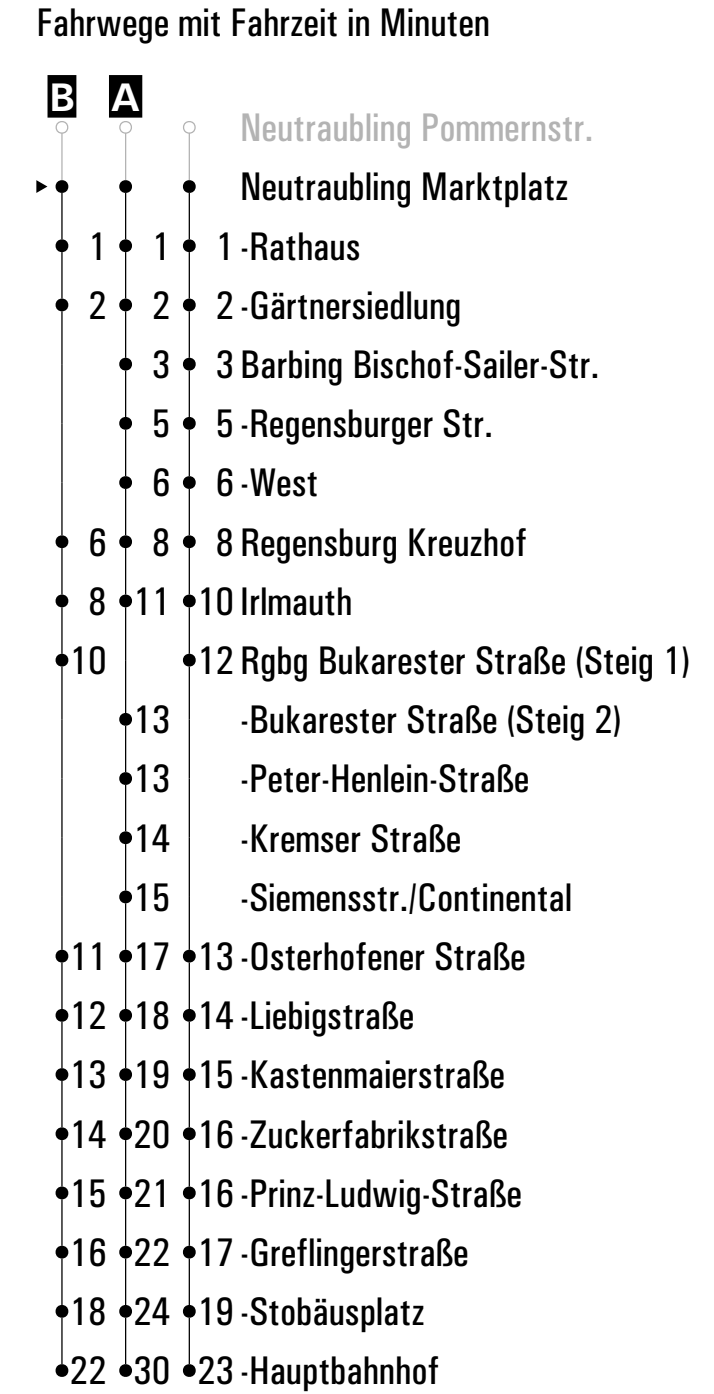 Fahrwege mit Fahrzeit in Minuten
B A
Neutraubling Pommernstr.
Neutraubling Marktplatz
1 1 1 -Rathaus
2 2 2 -Gärtnersiedlung
3 3 Barbing Bischof-Sailer-Str.
5 5 -Regensburger Str.
6 6 -West
6 8 8 Regensburg Kreuzhof
8 11 10 Irlmauth
10 12 Rgbg Bukarester Straße (Steig 1)
13 -Bukarester Straße (Steig 2)
13 -Peter-Henlein-Straße
14 -Kremser Straße
15 -Siemensstr./Continental
11 17 13 -Osterhofener Straße
12 18 14 -Liebigstraße
13 19 15 -Kastenmaierstraße
14 20 16 -Zuckerfabrikstraße
15 21 16 -Prinz-Ludwig-Straße
16 22 17 -Greflingerstraße
18 24 19 -Stobäusplatz
22 30 23 -Hauptbahnhof